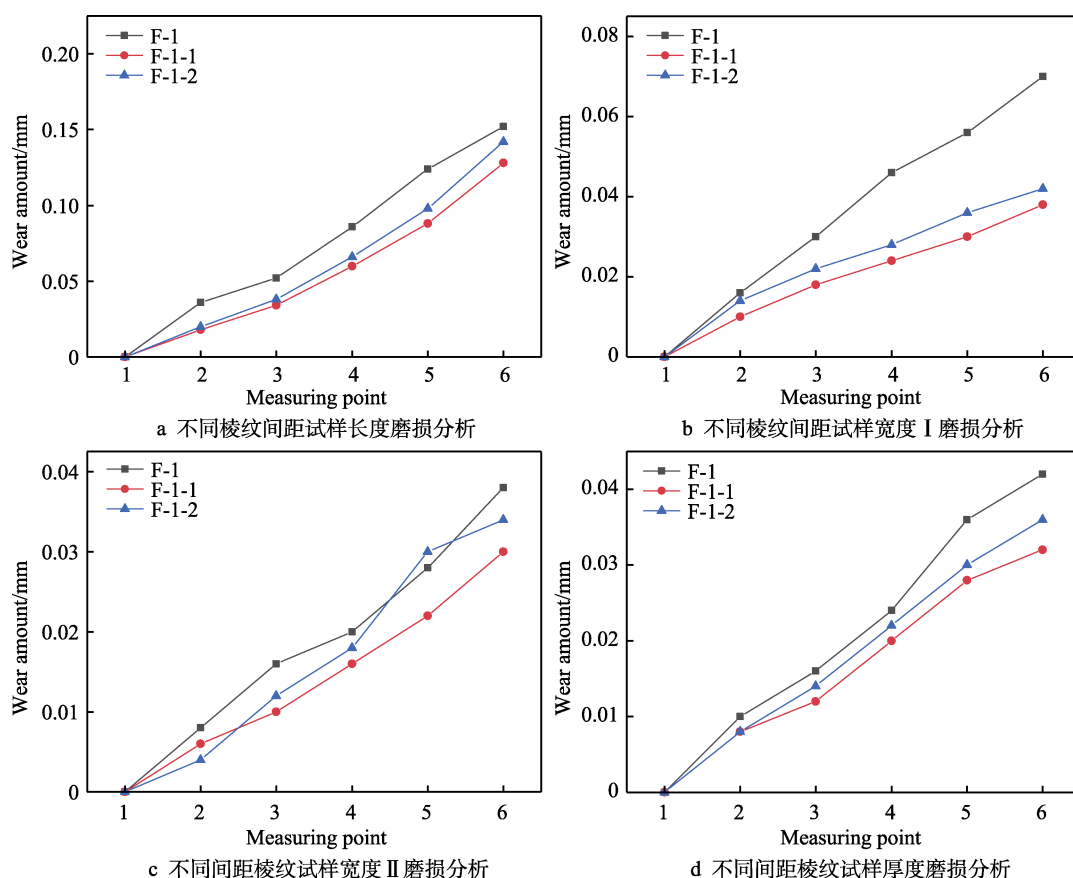 F-1
F-1-1
F-1-2
0.20
0.15
0.10
0.05
0
Wear amount/mm
1 2 3 4 5 6
Measuring point
a 不同棱纹间距试样长度磨损分析
F-1
F-1-1
F-1-2
0.08
0.06
0.04
0.02
0
Wear amount/mm
1 2 3 4 5 6
Measuring point
b 不同棱纹间距试样宽度Ⅰ磨损分析
F-1
F-1-1
F-1-2
0.04
0.03
0.02
0.01
0
Wear amount/mm
1 2 3 4 5 6
Measuring point
c 不同间距棱纹试样宽度Ⅱ磨损分析
F-1
F-1-1
F-1-2
0.04
0.03
0.02
0.01
0
Wear amount/mm
1 2 3 4 5 6
Measuring point
d 不同间距棱纹试样厚度磨损分析